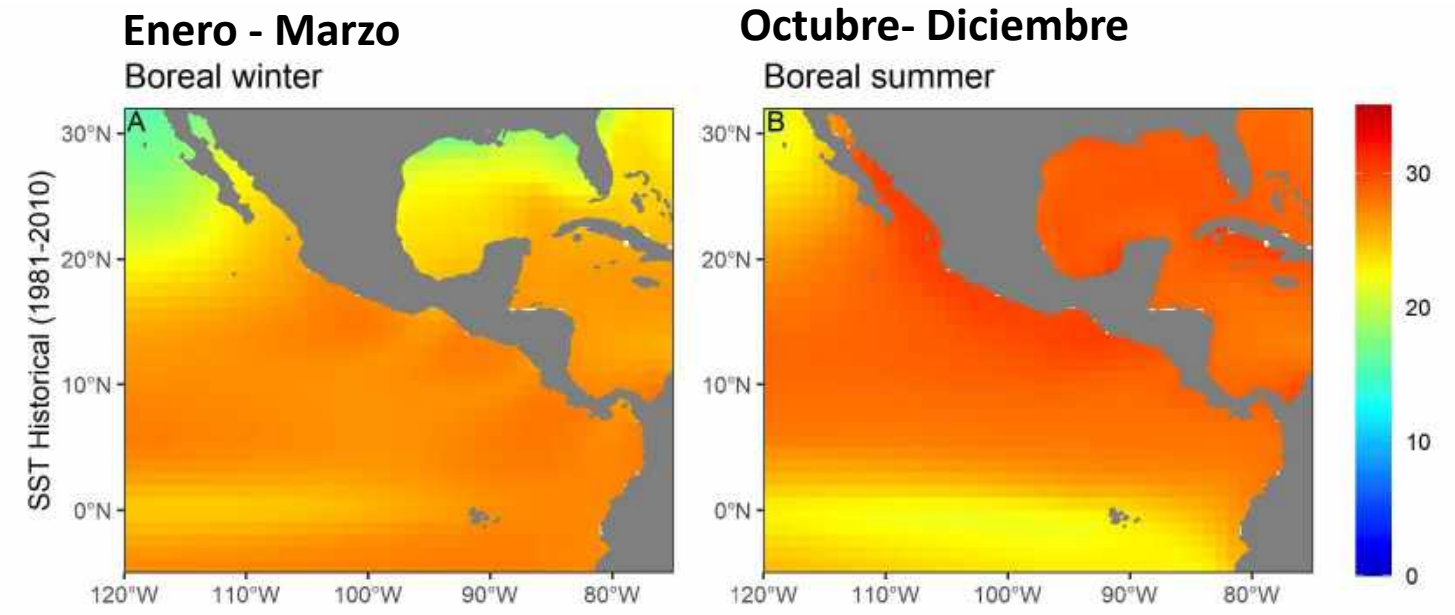 Enero - Marzo
Octubre- Diciembre
Boreal winter
Boreal summer
SST Historical (1981-2010)
A
30°N
20°N
10°N
0°N
120°W 110°W 100°W 90°W 80°W
B
30°N
20°N
10°N
0°N
120°W 110°W 100°W 90°W 80°W
30
20
10
0